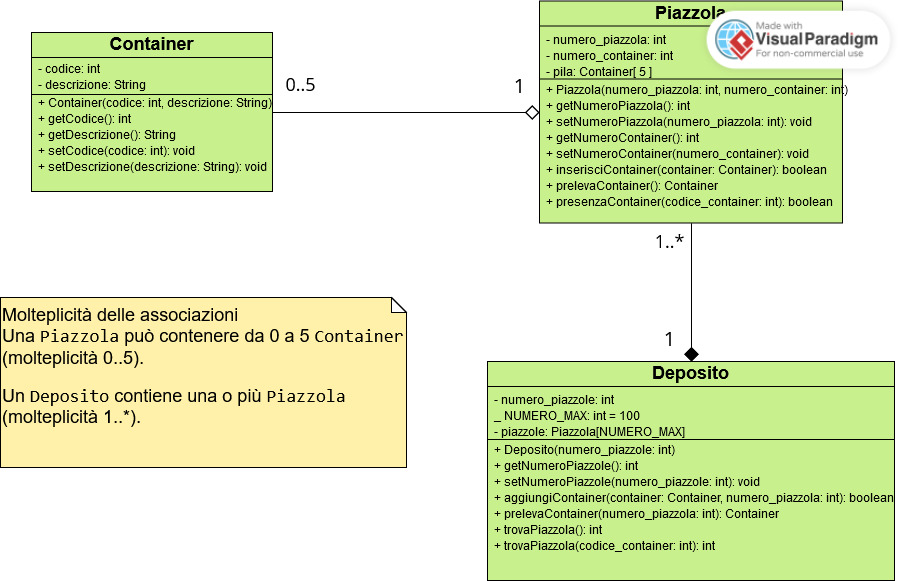 Container
- codice: int
- descrizione: String
+ Container(codice: int, descrizione: String)
+ getCodice(): int
+ getDescrizione(): String
+ setCodice(codice: int): void
+ setDescrizione(descrizione: String): void
0..5
1
Piazzola
Made with
Visual Paradigm
For non-commercial use
- numero_piazzola: int
- numero_container: int
- pila: Container[ 5 ]
+ Piazzola(numero_piazzola: int, numero_container: int)
+ getNumeroPiazzola(): int
+ setNumeroPiazzola(numero_piazzola: int): void
+ getNumeroContainer(): int
+ setNumeroContainer(numero_container): void
+ inserisciContainer(container: Container): boolean
+ prelevaContainer(): Container
+ presenzaContainer(codice_container: int): boolean
1..*
1
Molteplicità delle associazioni
Una Piazzola può contenere da 0 a 5 Container
(molteplicità 0..5).
Un Deposito contiene una o più Piazzola
(molteplicità 1..*).
Deposito
- numero_piazzole: int
_ NUMERO_MAX: int = 100
- piazzole: Piazzola[NUMERO_MAX]
+ Deposito(numero_piazzole: int)
+ getNumeroPiazzole(): int
+ setNumeroPiazzole(numero_piazzole: int): void
+ aggiungiContainer(container: Container, numero_piazzola: int): boolean
+ prelevaContainer(numero_piazzola: int): Container
+ trovaPiazzola(): int
+ trovaPiazzola(codice_container: int): int